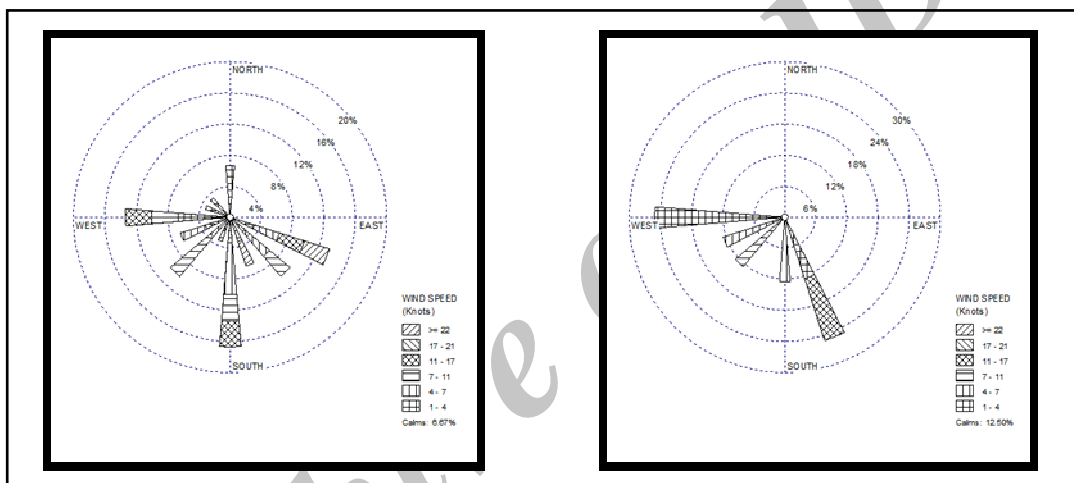 NORTH
20%
16%
12%
8%
4%
WEST
EAST
WIND SPEED
(Knots)
>= 22
17 - 21
11 - 17
7 - 11
4 - 7
1 - 4
SOUTH
Calms: 6.67%
NORTH
30%
24%
18%
12%
6%
WEST
EAST
WIND SPEED
(Knots)
>= 22
17 - 21
11 - 17
7 - 11
4 - 7
1 - 4
SOUTH
Calms: 12.50%